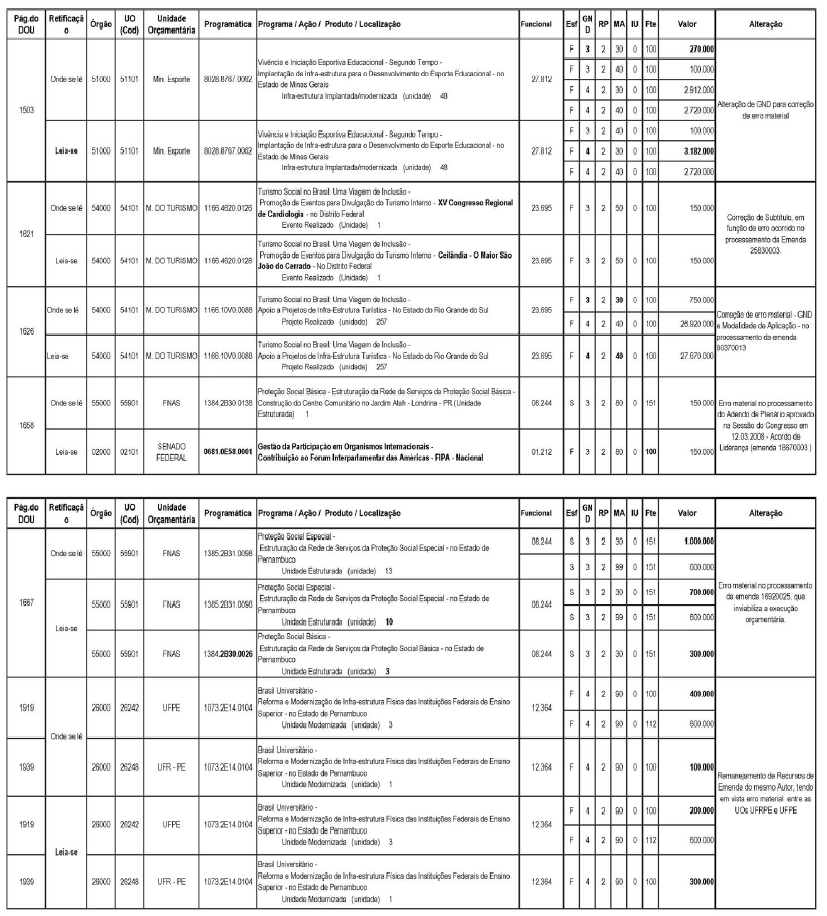 Pág.do DOU Retificaçã o Órgão UO (Cod) Unidade Orçamentária Programática Programa / Ação / Produto / Localização Funcional Esf GN D RP MA IU Fte Valor Alteração
1503
Onde se lê 51000 51101 Min. Esporte 8028.8767.0062
Vivência e Iniciação Esportiva Educacional - Segundo Tempo -
Implantação de Infra-estrutura para o Desenvolvimento do Esporte Educacional - no
Estado de Minas Gerais
Infra-estrutura Implantada/modernizada (unidade) 48
27.812
F 3 2 30 0 100 270.000
F 3 2 40 0 100 100.000
F 4 2 30 0 100 2.912.000
F 4 2 40 0 100 2.720.000
Leia-se 51000 51101 Min. Esporte 8028.8767.0062
Vivência e Iniciação Esportiva Educacional - Segundo Tempo -
Implantação de Infra-estrutura para o Desenvolvimento do Esporte Educacional - no
Estado de Minas Gerais
Infra-estrutura Implantada/modernizada (unidade) 48
27.812
F 3 2 40 0 100 100.000
F 4 2 30 0 100 3.182.000
F 4 2 40 0 100 2.720.000
Alteração de GND para correção
de erro material
1621
Onde se lê 54000 54101 M. DO TURISMO 1166.4620.0126
Turismo Social no Brasil: Uma Viagem de Inclusão -
Promoção de Eventos para Divulgação do Turismo Interno - XV Congresso Regional
de Cardiologia - no Distrito Federal
Evento Realizado (Unidade) 1
23.695 F 3 2 50 0 100 150.000
Leia-se 54000 54101 M. DO TURISMO 1166.4620.0128
Turismo Social no Brasil: Uma Viagem de Inclusão -
Promoção de Eventos para Divulgação do Turismo Interno - Ceilândia - O Maior São
João do Cerrado - No Distrito Federal
Evento Realizado (Unidade) 1
23.695 F 3 2 50 0 100 150.000
Correção de Subtítulo, em
função de erro ocorrido no
processamento da Emenda
25830003.
1626
Onde se lê 54000 54101 M. DO TURISMO 1166.10V0.0088
Turismo Social no Brasil: Uma Viagem de Inclusão -
Apoio a Projetos de Infra-Estrutura Turística - No Estado do Rio Grande do Sul
Projeto Realizado (unidade) 257
23.695
F 3 2 30 0 100 750.000
F 4 2 40 0 100 26.920.000
Leia-se 54000 54101 M. DO TURISMO 1166.10V0.0088
Turismo Social no Brasil: Uma Viagem de Inclusão -
Apoio a Projetos de Infra-Estrutura Turística - No Estado do Rio Grande do Sul
Projeto Realizado (unidade) 257
23.695 F 4 2 40 0 100 27.670.000
Correção de erro material - GND
e Modalidade de Aplicação - no
processamento da emenda
90370013
1658
Onde se lê 55000 55901 FNAS 1384.2B30.0138
Proteção Social Básica - Estruturação da Rede de Serviços da Proteção Social Básica -
Construção do Centro Comunitário no Jardim Alah - Londrina - PR (Unidade
Estruturada) 1
08.244 S 3 2 80 0 151 150.000
Leia-se 02000 02101 SENADO FEDERAL 0681.0E58.0001
Gestão da Participação em Organismos Internacionais -
Contribuição ao Forum Interparlamentar das Américas - FIPA - Nacional
01.212 F 3 2 80 0 100 150.000
Erro material no processamento
do Adendo de Plenário aprovado
na Sessão do Congresso em
12.03.2008 - Acordo de
Liderança (emenda 18670003 )
Pág.do DOU Retificaçã o Órgão UO (Cod) Unidade Orçamentária Programática Programa / Ação / Produto / Localização Funcional Esf GN D RP MA IU Fte Valor Alteração
1667
Onde se lê 55000 55901 FNAS 1385.2B31.0098
Proteção Social Especial -
Estruturação da Rede de Serviços da Proteção Social Especial - no Estado de
Pernambuco
Unidade Estruturada (unidade) 13
08.244 S 3 2 30 0 151 1.000.000
S 3 2 99 0 151 600.000
Leia-se
55000 55901 FNAS 1385.2B31.0098
Proteção Social Especial -
Estruturação da Rede de Serviços da Proteção Social Especial - no Estado de
Pernambuco
Unidade Estruturada (unidade) 10
08.244
S 3 2 30 0 151 700.000
S 3 2 99 0 151 600.000
55000 55901 FNAS 1384.2B30.0026
Proteção Social Básica -
Estruturação da Rede de Serviços da Proteção Social Básica - no Estado de
Pernambuco
Unidade Estruturada (unidade) 3
08.244 S 3 2 30 0 151 300.000
Erro material no processamento
da emenda 16920025, que
inviabiliza a execução
orçamentária.
Onde se lê
1919 26000 26242 UFPE 1073.2E14.0104
Brasil Universitário -
Reforma e Modernização de Infra-estrutura Física das Instituições Federais de Ensino
Superior - no Estado de Pernambuco
Unidade Modernizada (unidade) 3
12.364
F 4 2 90 0 100 400.000
F 4 2 90 0 112 600.000
1939 26000 26248 UFR - PE 1073.2E14.0104
Brasil Universitário -
Reforma e Modernização de Infra-estrutura Física das Instituições Federais de Ensino
Superior - no Estado de Pernambuco
Unidade Modernizada (unidade) 1
12.364 F 4 2 90 0 100 100.000
Leia-se
1919 26000 26242 UFPE 1073.2E14.0104
Brasil Universitário -
Reforma e Modernização de Infra-estrutura Física das Instituições Federais de Ensino
Superior - no Estado de Pernambuco
Unidade Modernizada (unidade) 3
12.364
F 4 2 90 0 100 200.000
F 4 2 90 0 112 600.000
1939 26000 26248 UFR - PE 1073.2E14.0104
Brasil Universitário -
Reforma e Modernização de Infra-estrutura Física das Instituições Federais de Ensino
Superior - no Estado de Pernambuco
Unidade Modernizada (unidade) 1
12.364 F 4 2 90 0 100 300.000
Remanejamento de Recursos de
Emenda do mesmo Autor, tendo
em vista erro material entre as
UOs UFRPE e UFPE